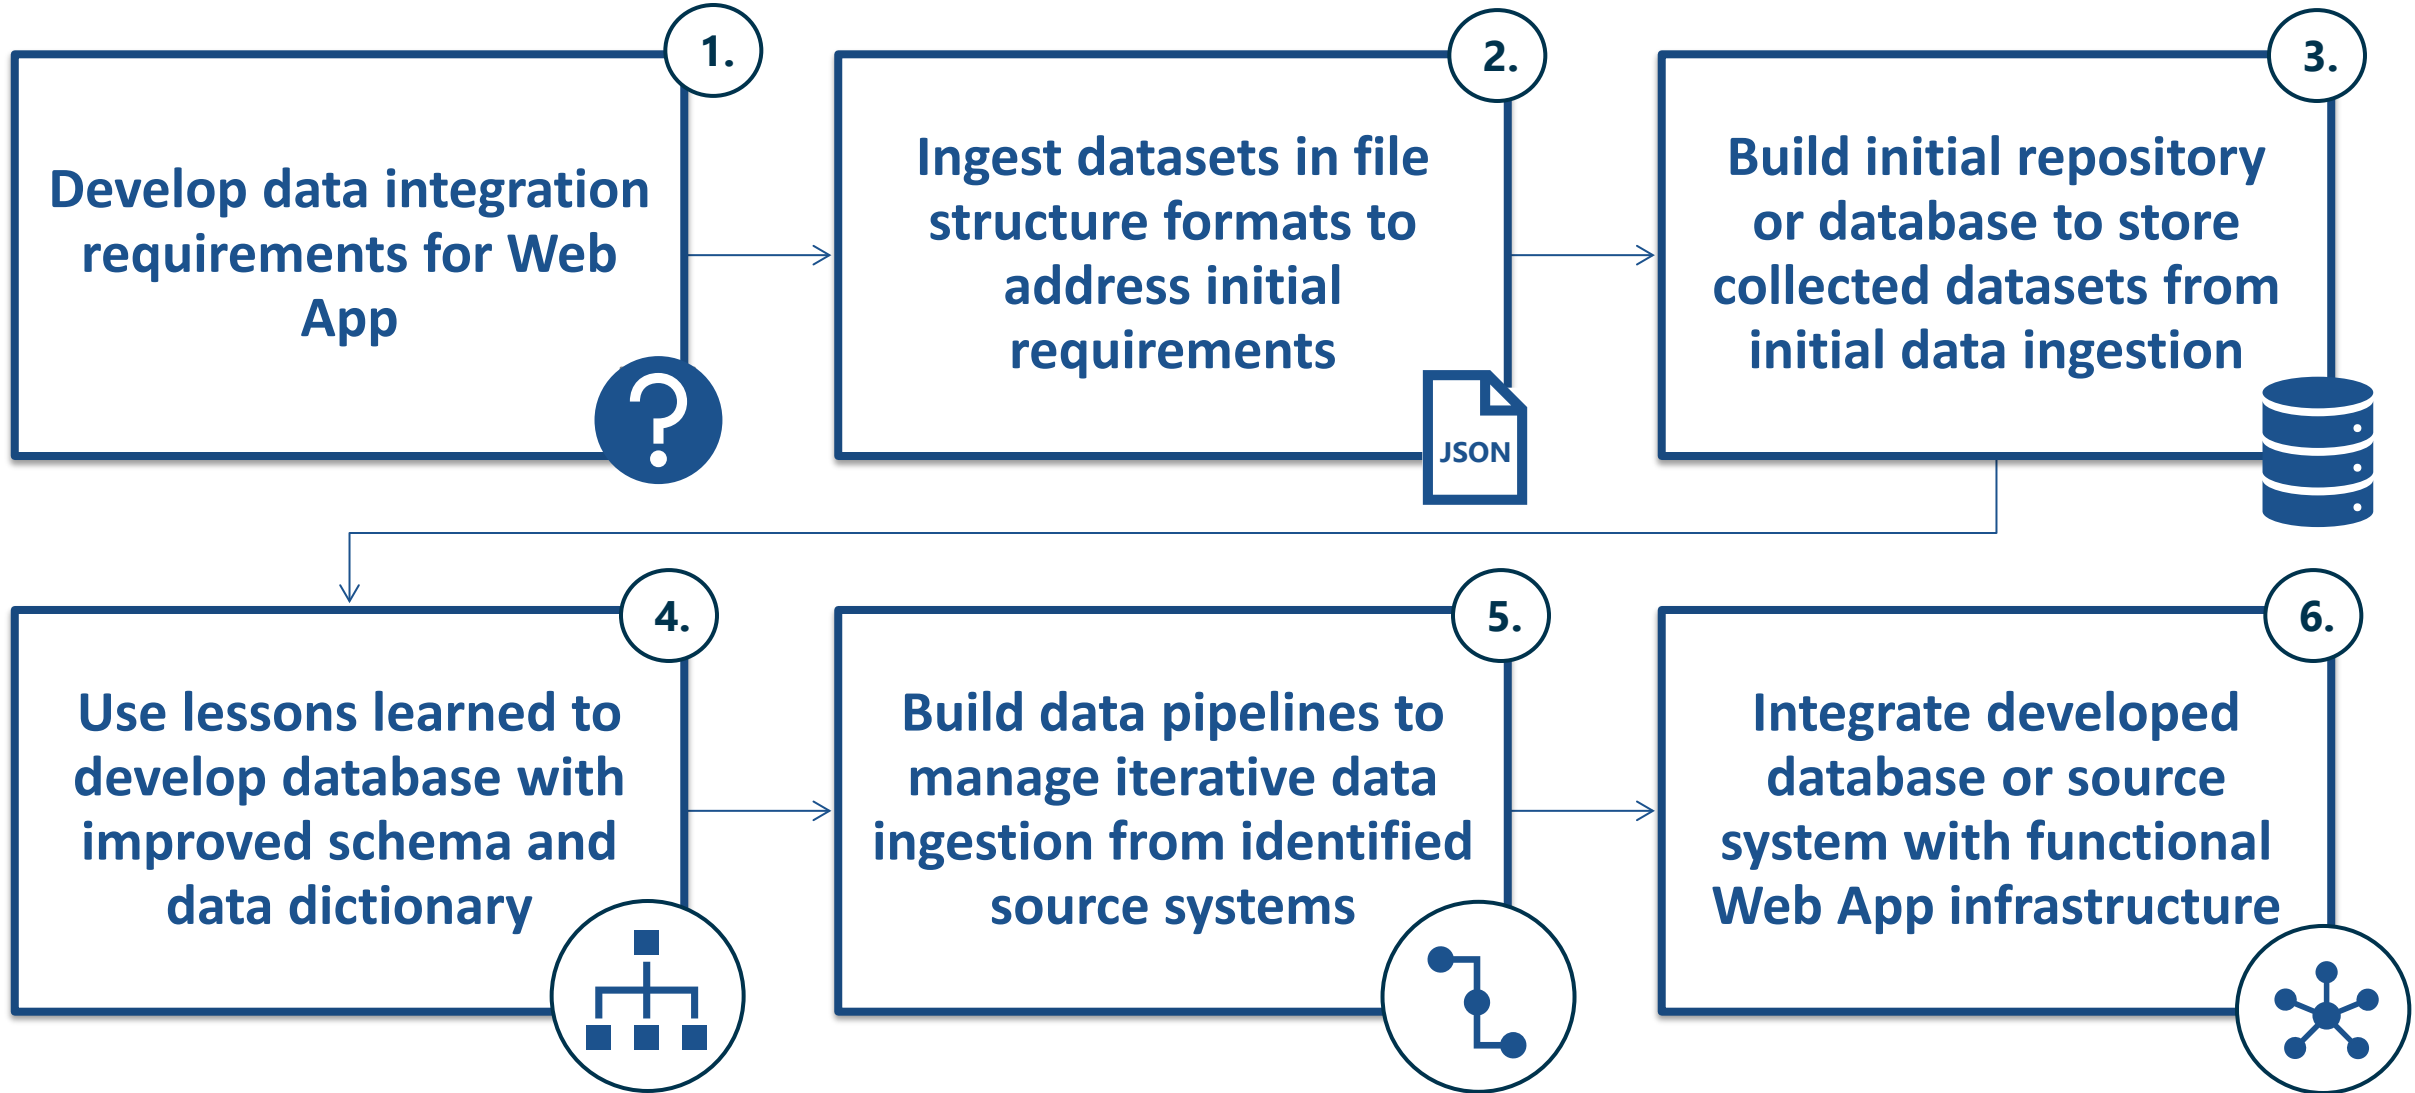 1.
Develop data integration
requirements for Web
App
2.
Ingest datasets in file
structure formats to
address initial
requirements
JSON
3.
Build initial repository
or database to store
collected datasets from
initial data ingestion
4.
Use lessons learned to
develop database with
improved schema and
data dictionary
5.
Build data pipelines to
manage iterative data
ingestion from identified
source systems
6.
Integrate developed
database or source
system with functional
Web App infrastructure